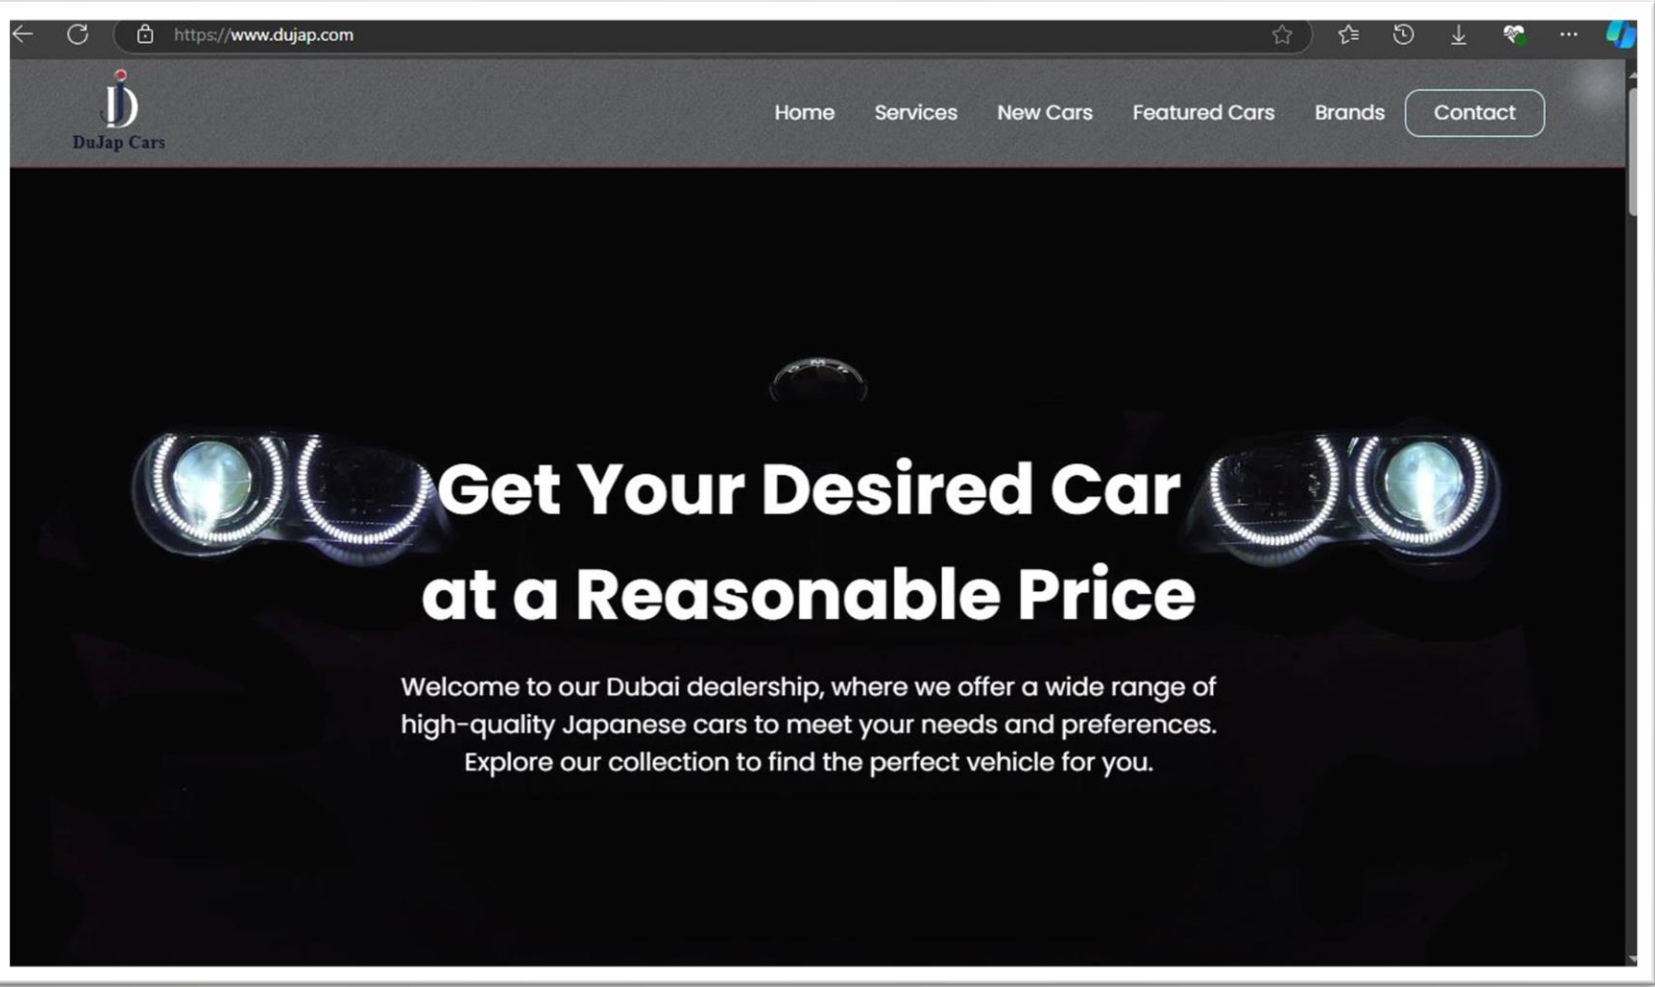 https://www.dujap.com
DuJap Cars
Home Services New Cars Featured Cars Brands Contact
Get Your Desired Car
at a Reasonable Price
Welcome to our Dubai dealership, where we offer a wide range of
high-quality Japanese cars to meet your needs and preferences.
Explore our collection to find the perfect vehicle for you.